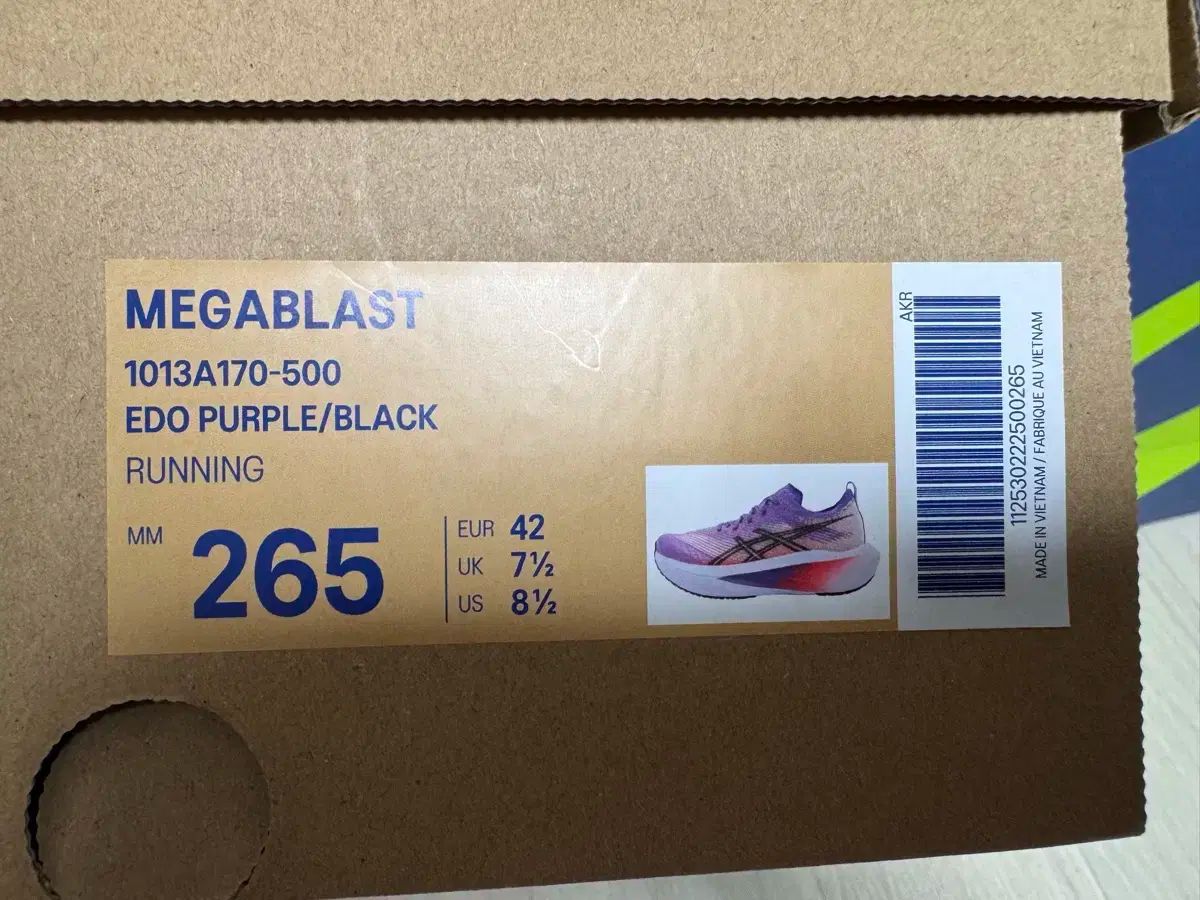 MEGABLAST
1013A170-500
EDO PURPLE/BLACK
RUNNING
MM 265
EUR 42
UK 7½
US 8½
AKR
1125302222500265
MADE IN VIETNAM / FABRIQUE AU VIETNAM